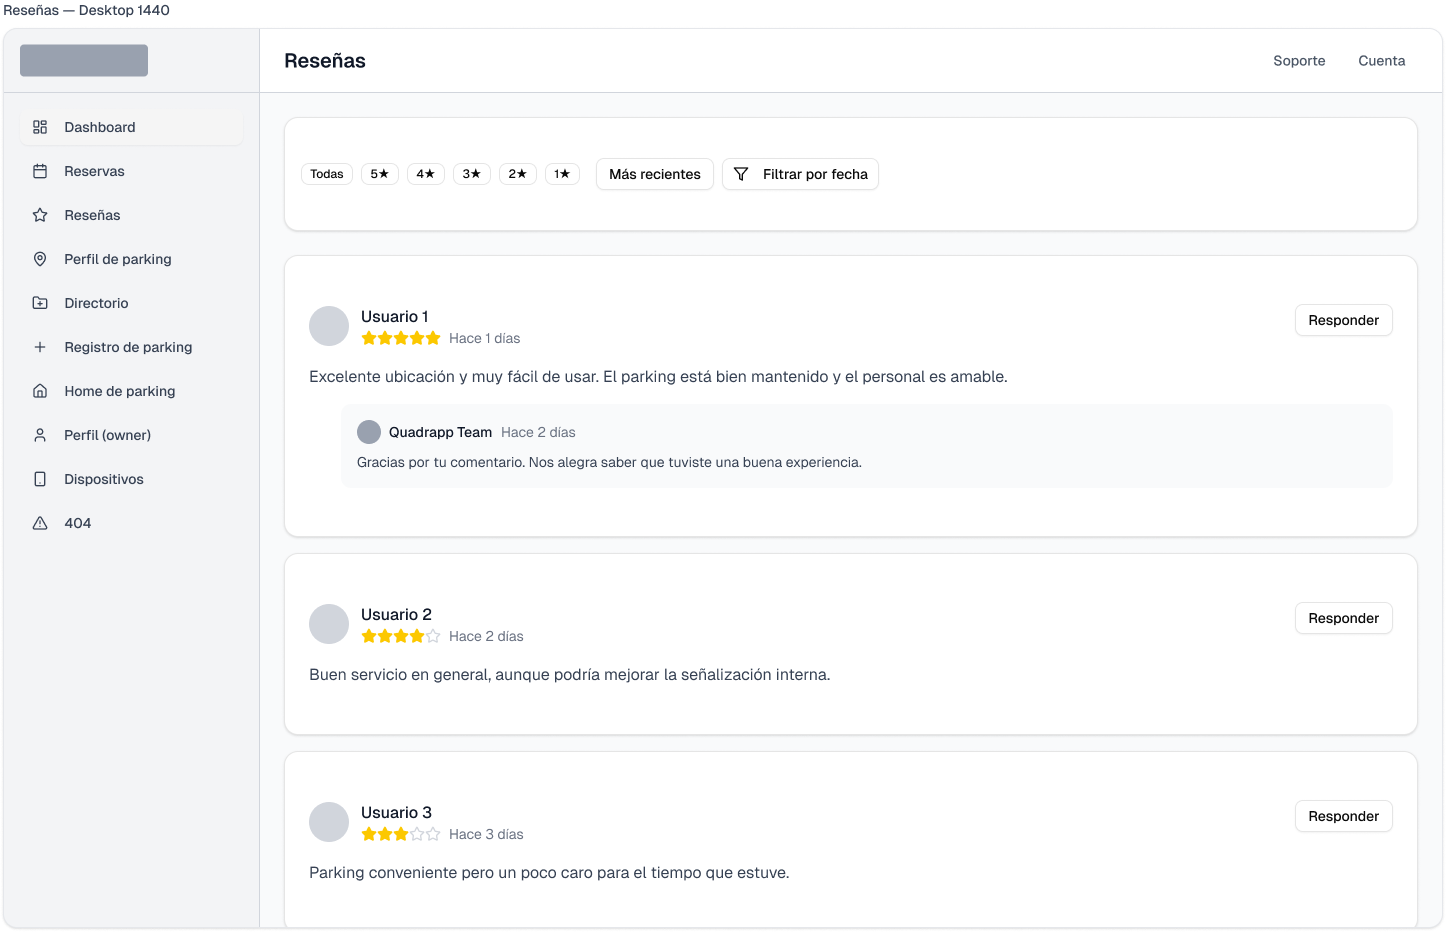 Reseñas — Desktop 1440
Reseñas
Soporte
Cuenta
Dashboard
Reservas
Reseñas
Perfil de parking
Directorio
Registro de parking
Home de parking
Perfil (owner)
Dispositivos
404
Todas 5★ 4★ 3★ 2★ 1★ Más recientes Filtrar por fecha
Usuario 1
Hace 1 días
Responder
Excelente ubicación y muy fácil de usar. El parking está bien mantenido y el personal es amable.
Quadrapp Team Hace 2 días
Gracias por tu comentario. Nos alegra saber que tuviste una buena experiencia.
Usuario 2
Hace 2 días
Responder
Buen servicio en general, aunque podría mejorar la señalización interna.
Usuario 3
Hace 3 días
Responder
Parking conveniente pero un poco caro para el tiempo que estuve.